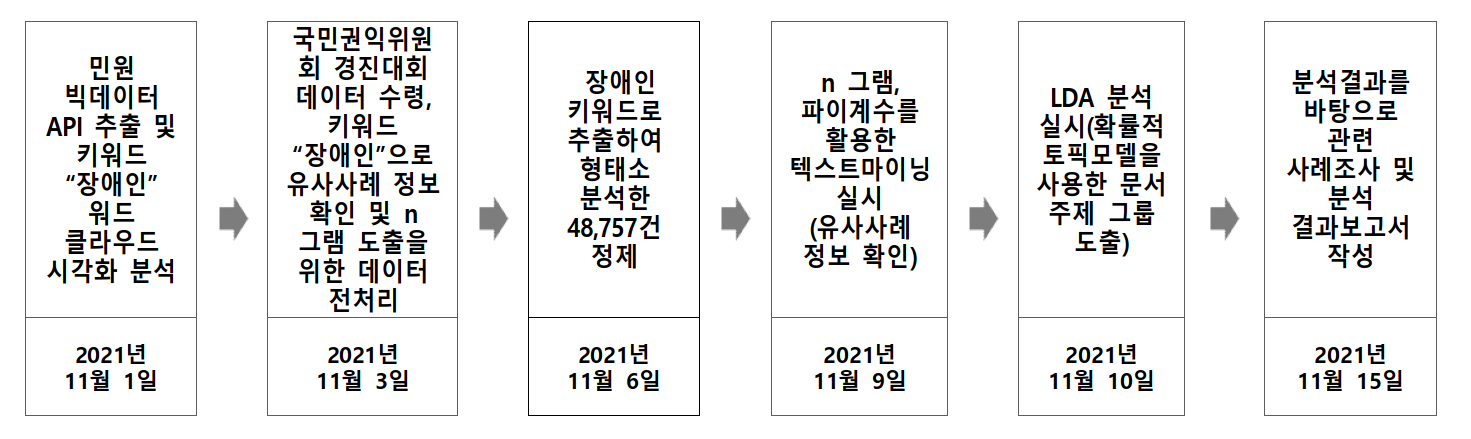 민원
빅데이터
API 추출 및
키워드
“장애인”
워드
클라우드
시각화 분석
2021년
11월 1일
국민권익위원
회 경진대회
데이터 수령,
키워드
“장애인”으로
유사사례 정보
확인 및 n
그램 도출을
위한 데이터
전처리
2021년
11월 3일
장애인
키워드로
추출하여
형태소
분석한
48,757건
정제
2021년
11월 6일
n 그램,
파이계수를
활용한
텍스트마이닝
실시
(유사사례
정보 확인)
2021년
11월 9일
LDA 분석
실시(확률적
토픽모델을
사용한 문서
주제 그룹
도출)
2021년
11월 10일
분석결과를
바탕으로
관련
사례조사 및
분석
결과보고서
작성
2021년
11월 15일